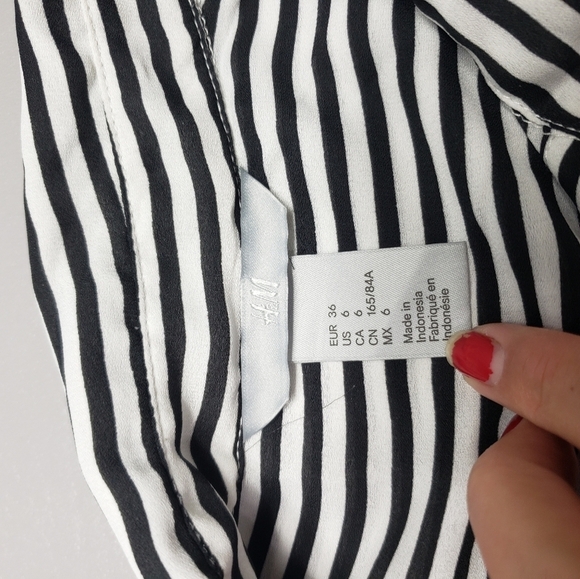 EUR 36
US 6
CA 6
CN 165/84A
MX 6
Made in
Indonesia
Fabriqué en
Indonésie